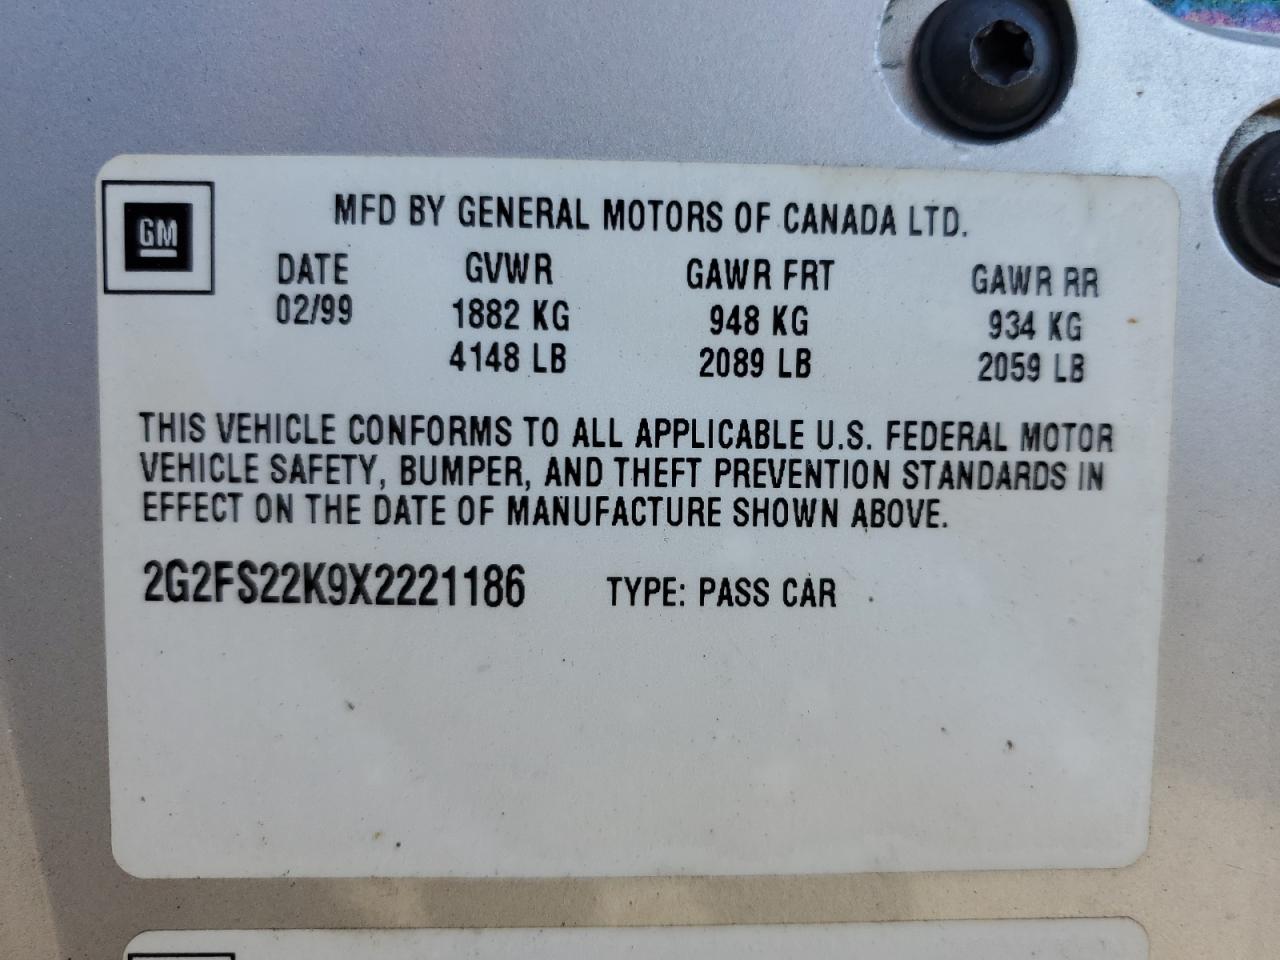 GM
MFD BY GENERAL MOTORS OF CANADA LTD.
DATE GVWR GAWR FRT GAWR RR
02/99 1882 KG 948 KG 934 KG
4148 LB 2089 LB 2059 LB
THIS VEHICLE CONFORMS TO ALL APPLICABLE U.S. FEDERAL MOTOR
VEHICLE SAFETY, BUMPER, AND THEFT PREVENTION STANDARDS IN
EFFECT ON THE DATE OF MANUFACTURE SHOWN ABOVE.
2G2FS22K9X2221186 TYPE: PASS CAR